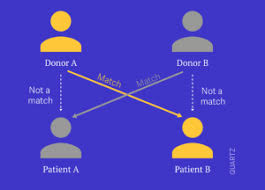 Donor A
Donor B
Match
Match
Not a
match
Not a
match
Patient A
Patient B
QUARTZ